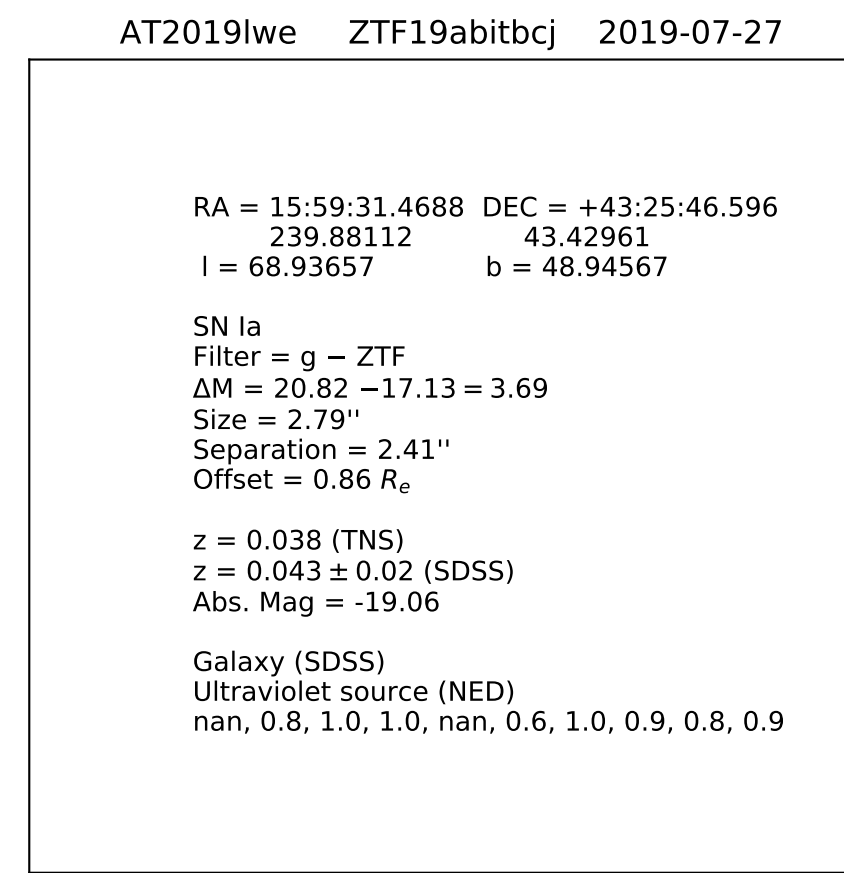 AT2019lwe ZTF19abitbcj 2019-07-27
RA = 15:59:31.4688 DEC = +43:25:46.596
239.88112 43.42961
l = 68.93657 b = 48.94567
SN Ia
Filter = g − ZTF
ΔM = 20.82 −17.13 = 3.69
Size = 2.79''
Separation = 2.41''
Offset = 0.86 Rₑ
z = 0.038 (TNS)
z = 0.043 ± 0.02 (SDSS)
Abs. Mag = -19.06
Galaxy (SDSS)
Ultraviolet source (NED)
nan, 0.8, 1.0, 1.0, nan, 0.6, 1.0, 0.9, 0.8, 0.9